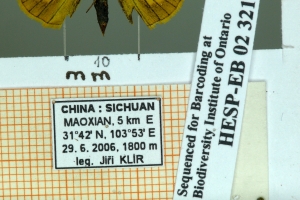 10
mm
CHINA : SICHUAN
MAOXIAN, 5 km E
31°42' N, 103°53' E
29. 6. 2006, 1800 m
leg. Jiří KLÍR
Sequenced for Barcoding at
Biodiversity Institute of Ontario
HESP-EB 02 321